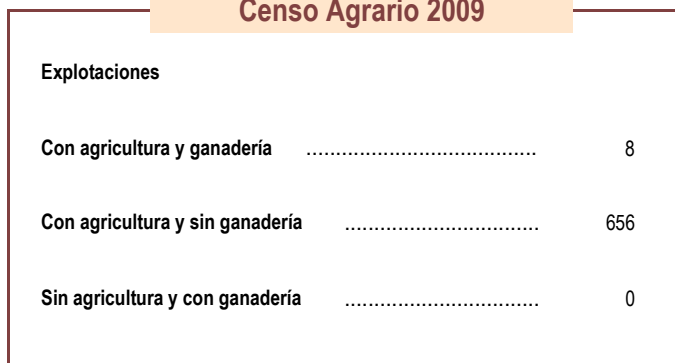 Censo Agrario 2009
Explotaciones
Con agricultura y ganadería ....................................... 8
Con agricultura y sin ganadería ................................. 656
Sin agricultura y con ganadería ................................. 0